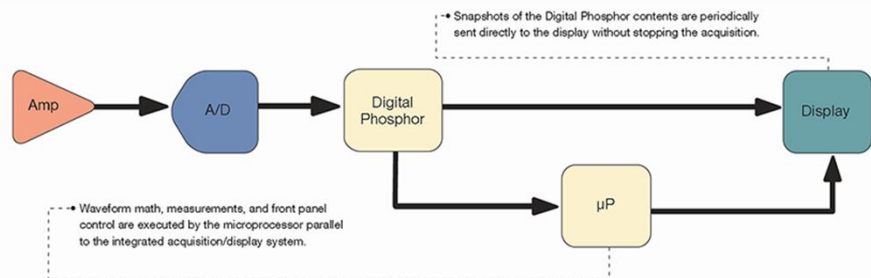 Snapshots of the Digital Phosphor contents are periodically
sent directly to the display without stopping the acquisition.
Amp
A/D
Digital
Phosphor
Display
µP
Waveform math, measurements, and front panel
control are executed by the microprocessor parallel
to the integrated acquisition/display system.